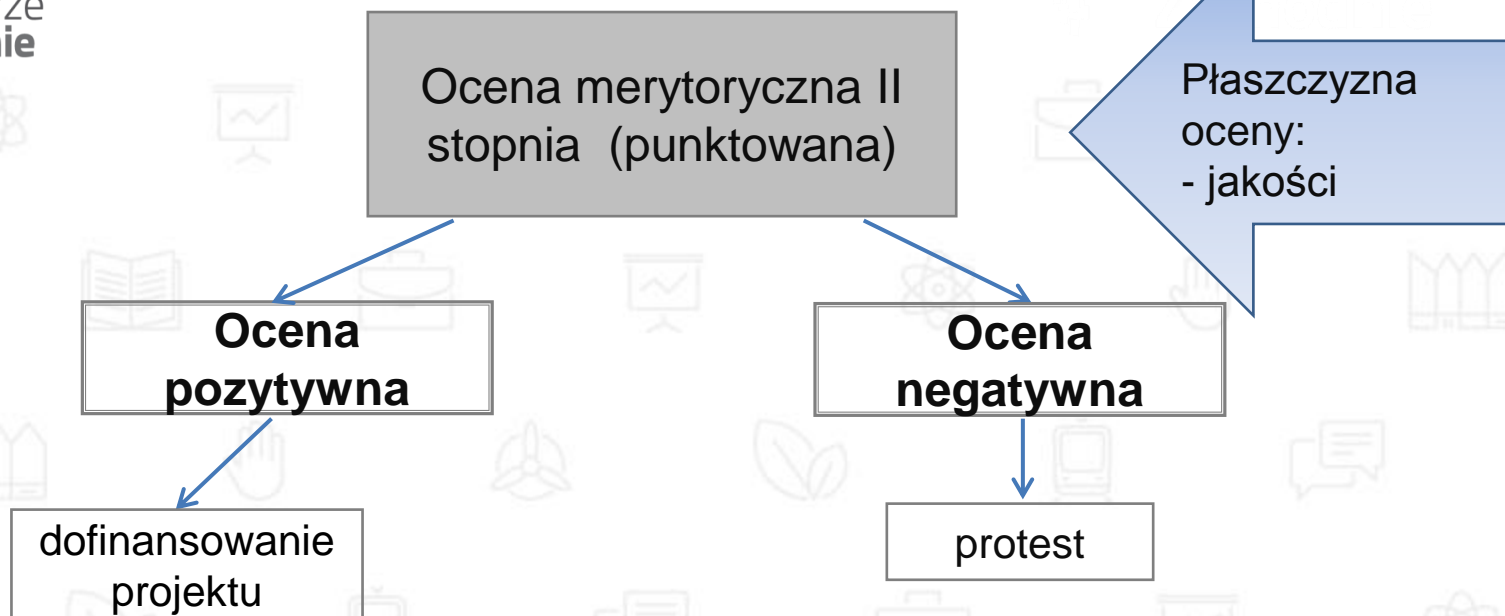 Ocena merytoryczna II
stopnia (punktowana)
Płaszczyzna
oceny:
- jakości
Ocena
pozytywna
Ocena
negatywna
dofinansowanie
projektu
protest